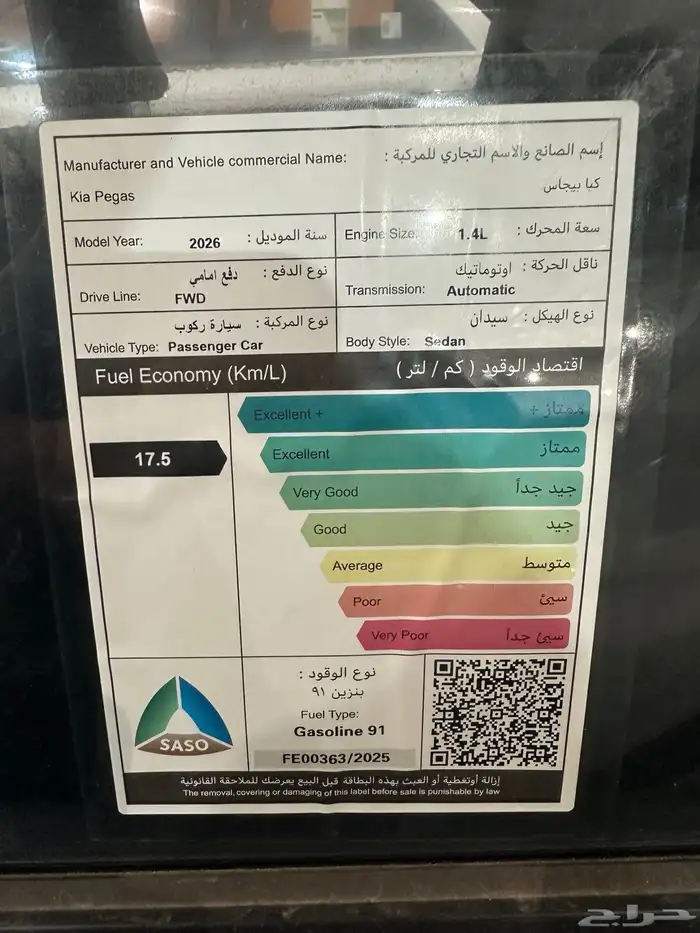 Manufacturer and Vehicle commercial Name: إسم الصانع والاسم التجاري للمركبة :
Kia Pegas كيا بيجاس
Model Year: 2026 سنة الموديل :
Engine Size: 1.4L سعة المحرك :
نوع الدفع : دفع امامي
Drive Line: FWD
ناقل الحركة : اوتوماتيك
Transmission: Automatic
نوع المركبة : سيارة ركوب
Vehicle Type: Passenger Car
نوع الهيكل : سيدان
Body Style: Sedan
Fuel Economy (Km/L) اقتصاد الوقود ( كم / لتر )
Excellent + ممتاز +
17.5
Excellent ممتاز
Very Good جيد جداً
Good جيد
Average متوسط
Poor سيئ
Very Poor سيئ جداً
نوع الوقود :
بنزين ٩١
Fuel Type:
Gasoline 91
FE00363/2025
SASO
إزالة أوتغطية أو العبث بهذه البطاقة قبل البيع يعرضك للملاحقة القانونية
The removal, covering or damaging of this label before sale is punishable by law
حراج